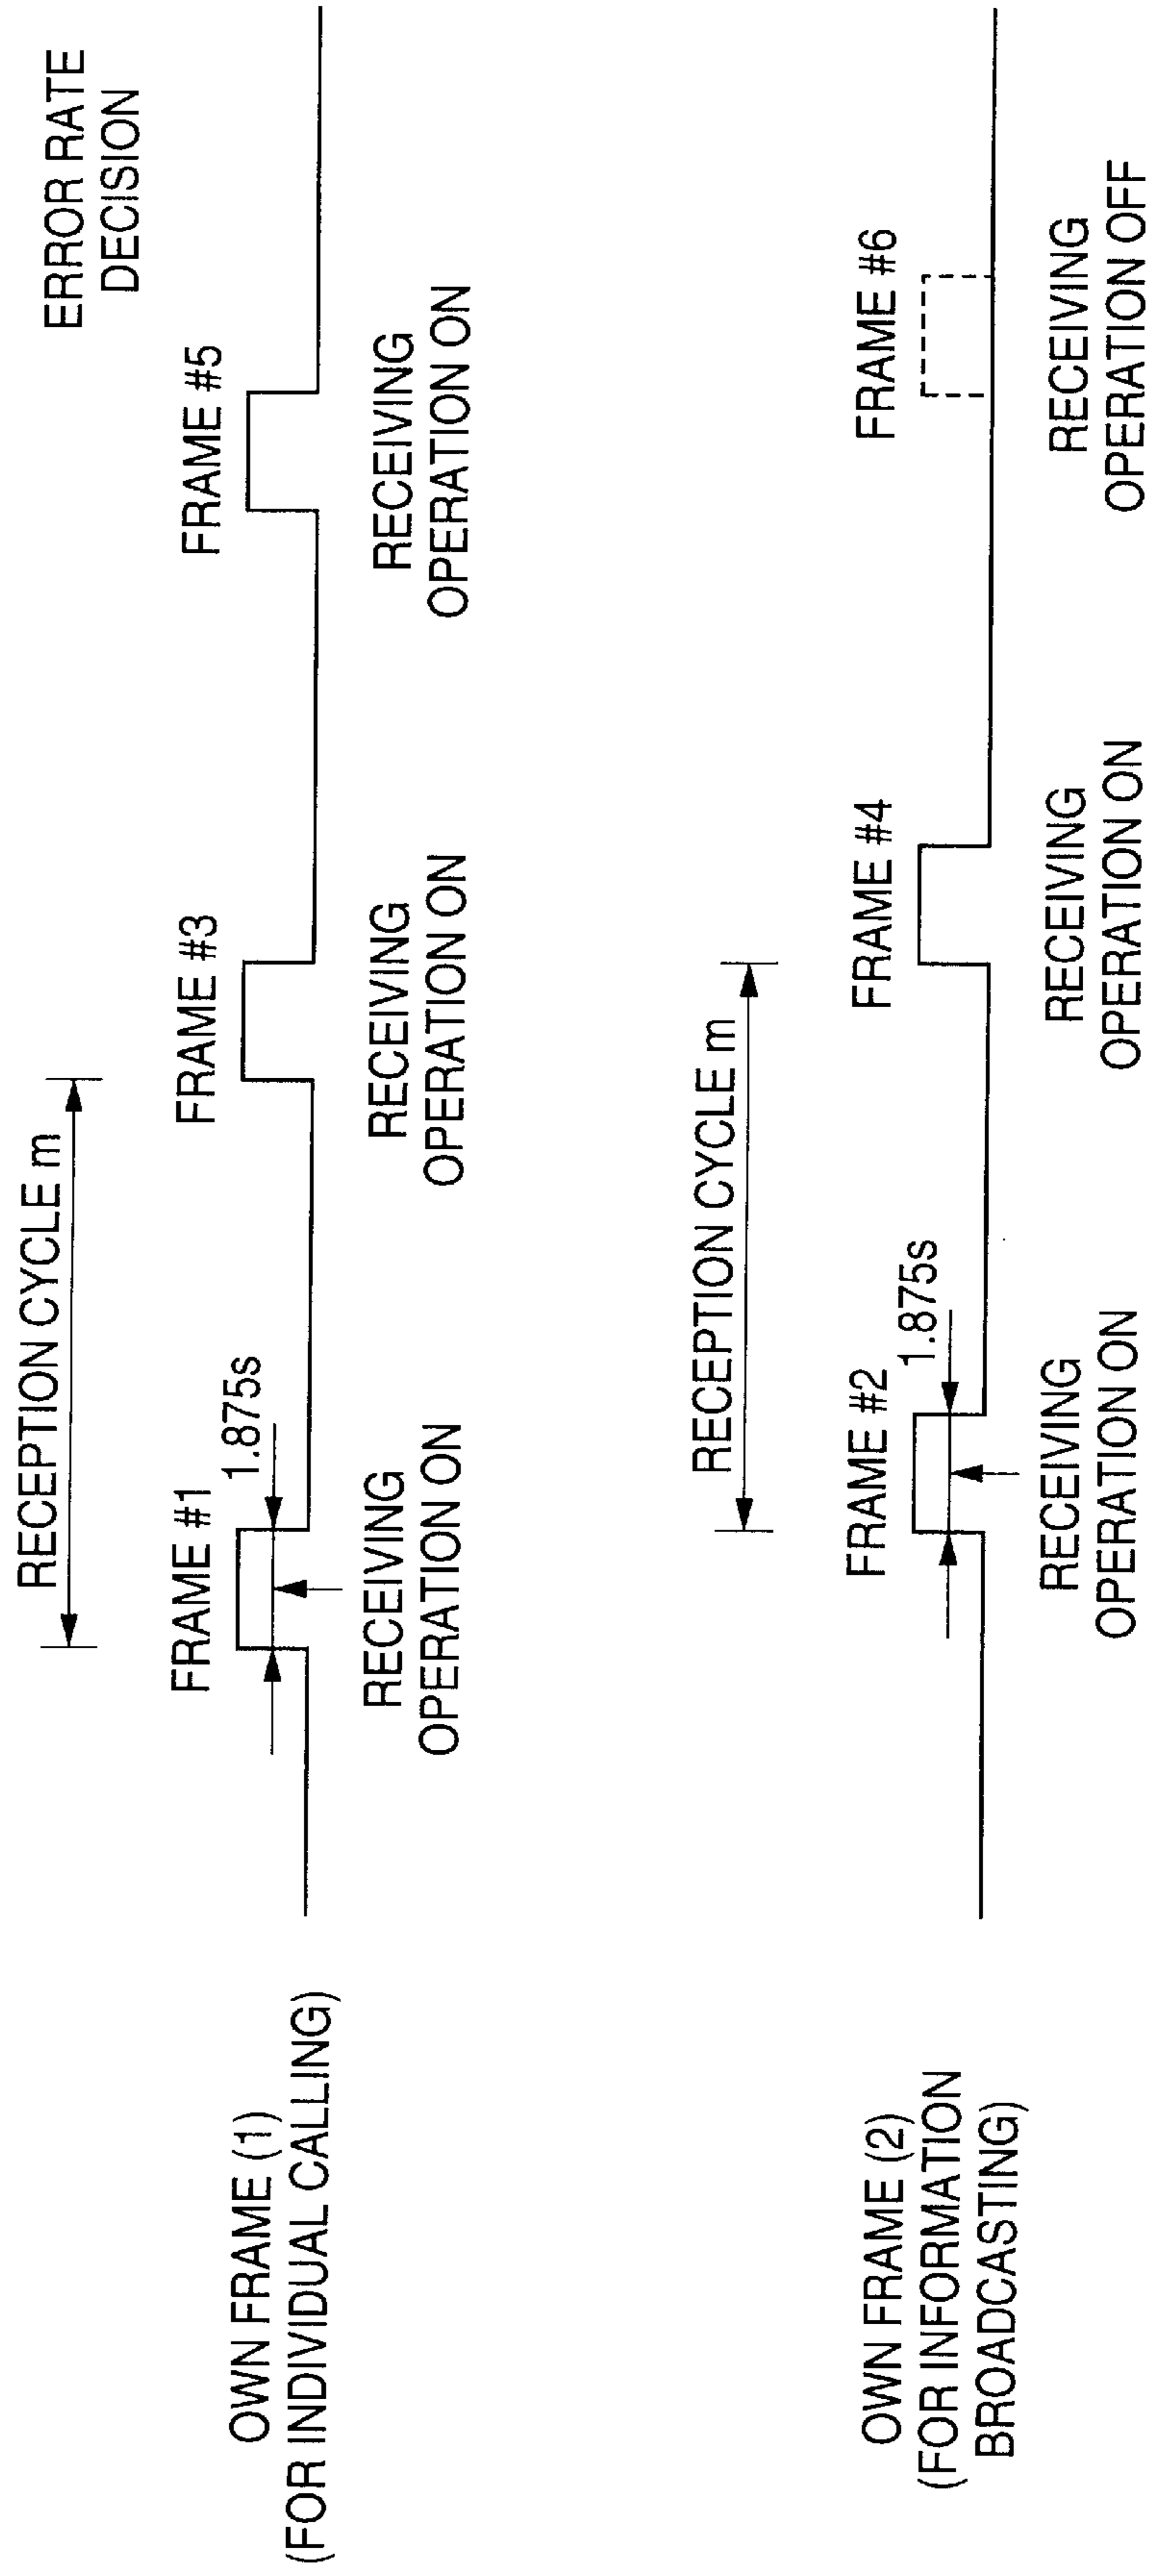 RECEPTION CYCLE m
ERROR RATE
DECISION
FRAME #1
1.875s
FRAME #3
FRAME #5
OWN FRAME (1)
(FOR INDIVIDUAL CALLING)
RECEIVING
OPERATION ON
RECEIVING
OPERATION ON
RECEIVING
OPERATION ON
RECEPTION CYCLE m
FRAME #2
1.875s
FRAME #4
FRAME #6
OWN FRAME (2)
(FOR INFORMATION
BROADCASTING)
RECEIVING
OPERATION ON
RECEIVING
OPERATION ON
RECEIVING
OPERATION OFF